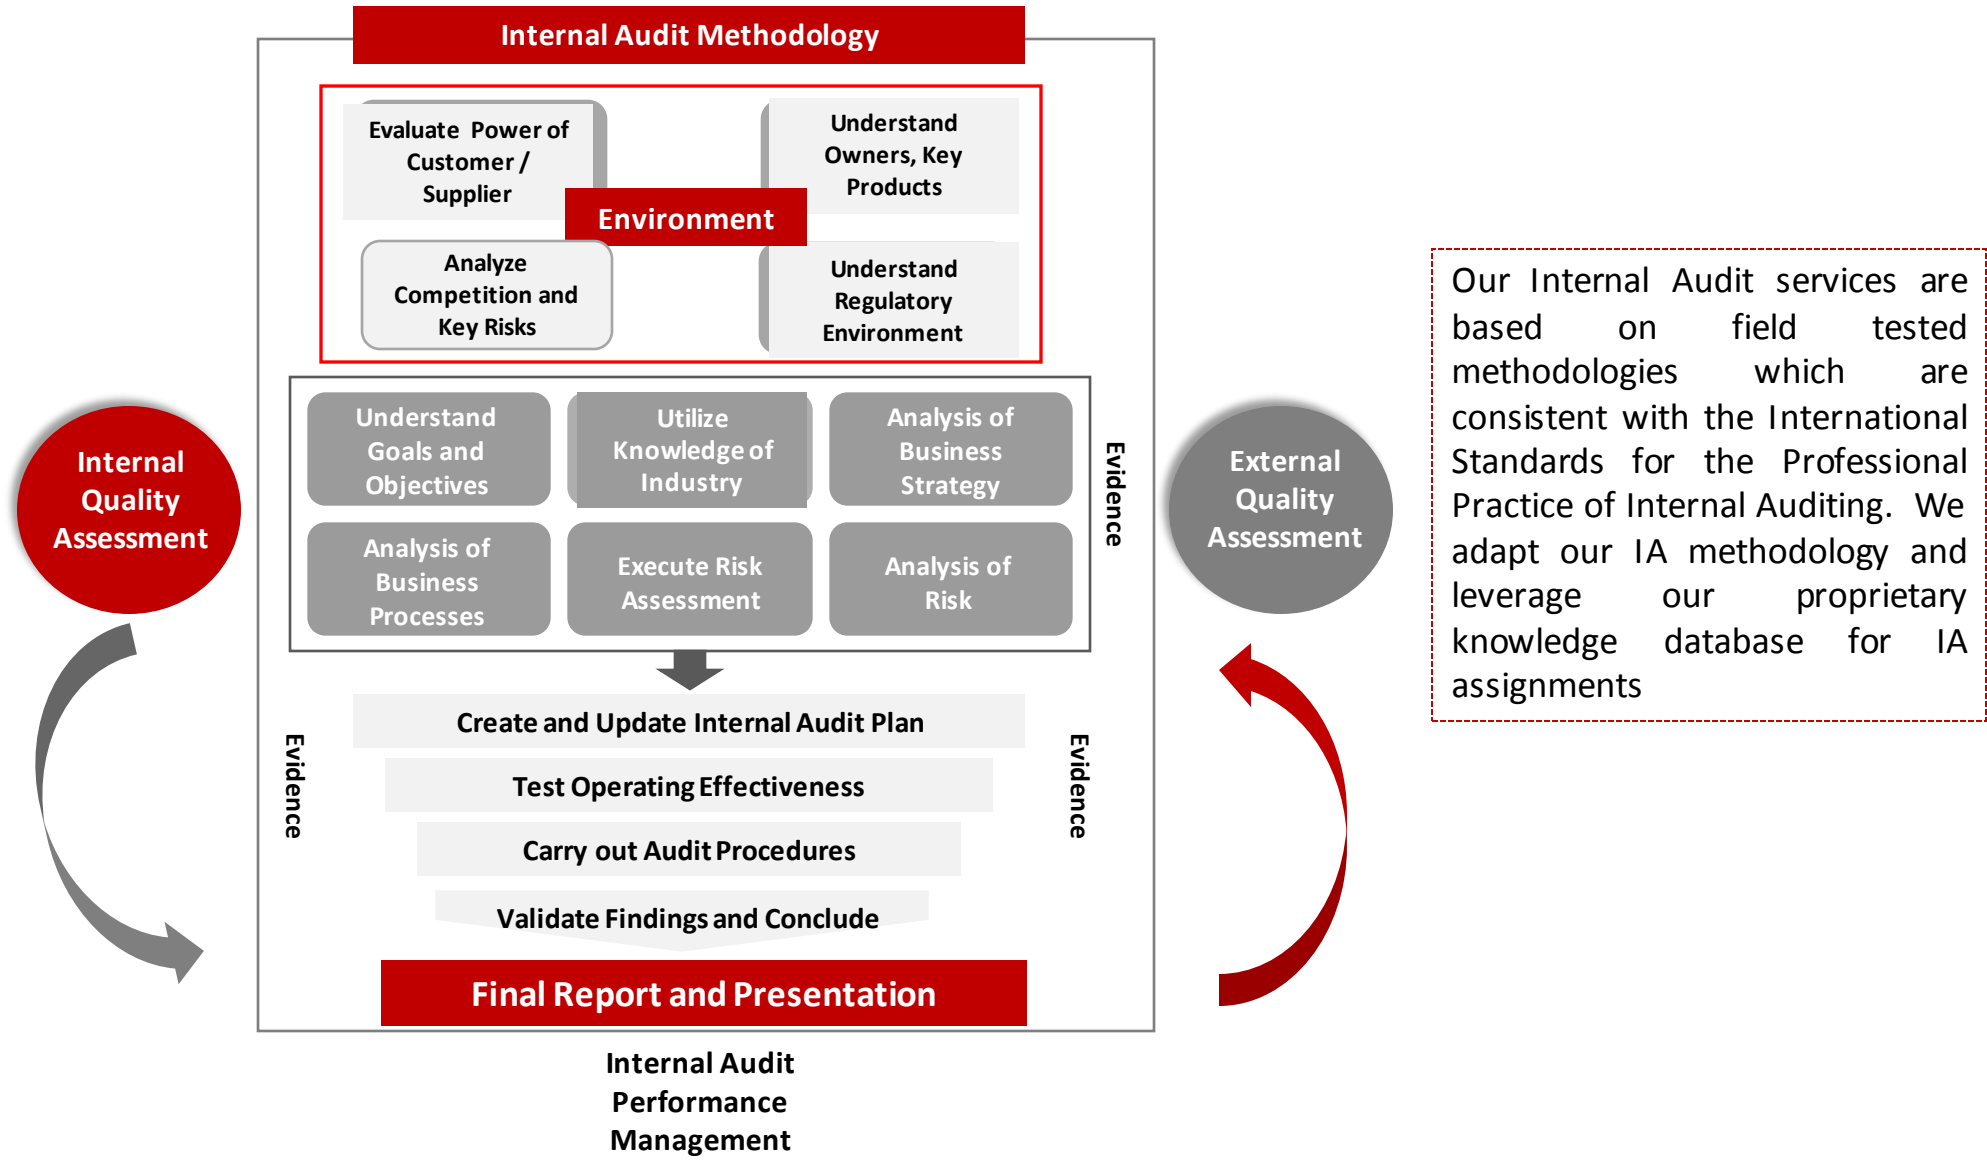 Internal Audit Methodology
Evaluate Power of
Customer /
Supplier
Understand
Owners, Key
Products
Environment
Analyze
Competition and
Key Risks
Understand
Regulatory
Environment
Understand
Goals and
Objectives
Utilize
Knowledge of
Industry
Analysis of
Business
Strategy
Analysis of
Business
Processes
Execute Risk
Assessment
Analysis of
Risk
Evidence
Internal
Quality
Assessment
External
Quality
Assessment
Create and Update Internal Audit Plan
Test Operating Effectiveness
Carry out Audit Procedures
Validate Findings and Conclude
Evidence
Evidence
Final Report and Presentation
Internal Audit
Performance
Management
Our Internal Audit services are
based on field tested
methodologies which are
consistent with the International
Standards for the Professional
Practice of Internal Auditing. We
adapt our IA methodology and
leverage our proprietary
knowledge database for IA
assignments